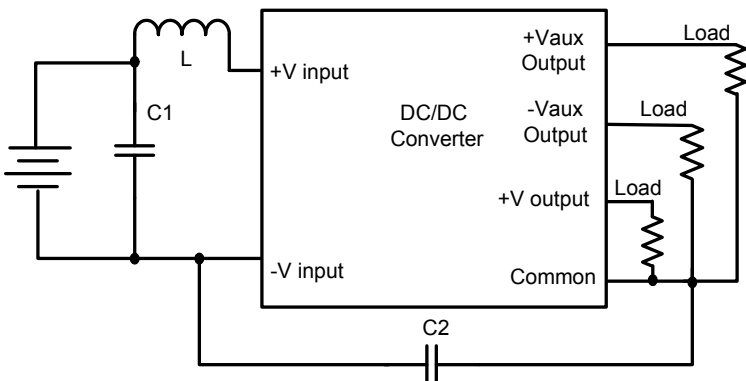 L
C1
+V input
-V input
DC/DC
Converter
+Vaux
Output
-Vaux
Output
+V output
Common
Load
Load
Load
C2